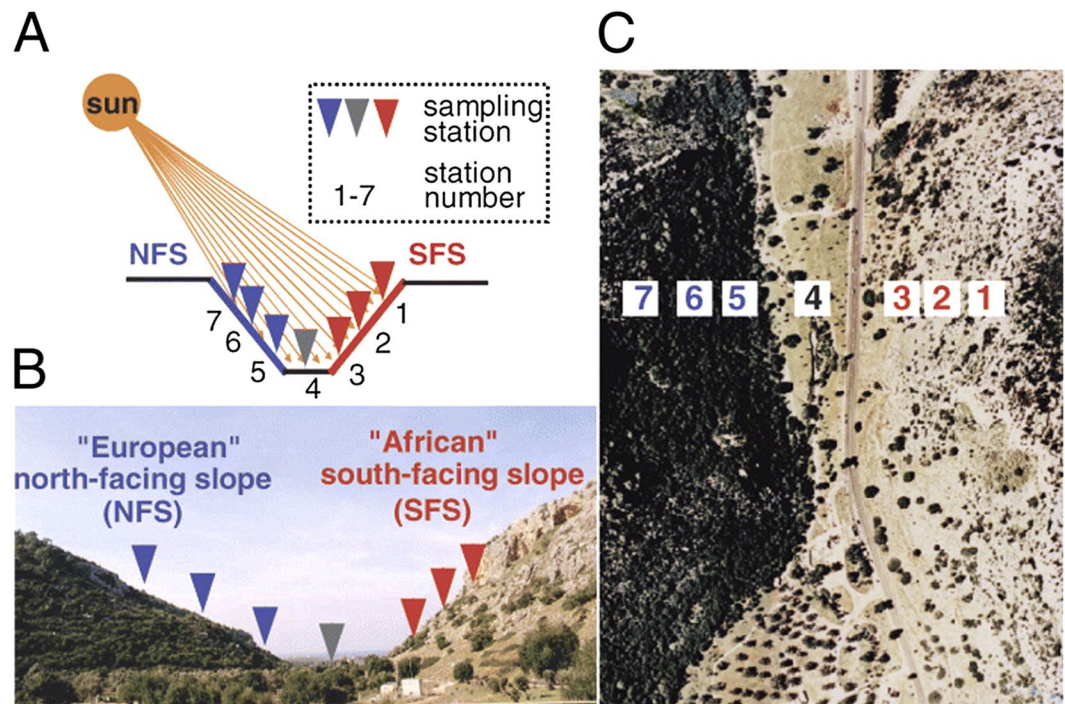 A
sun
sampling
station
1-7
station
number
NFS
SFS
7
6
5
4
3
2
1
B
"European"
north-facing slope
(NFS)
"African"
south-facing slope
(SFS)
C
7 6 5 4 3 2 1